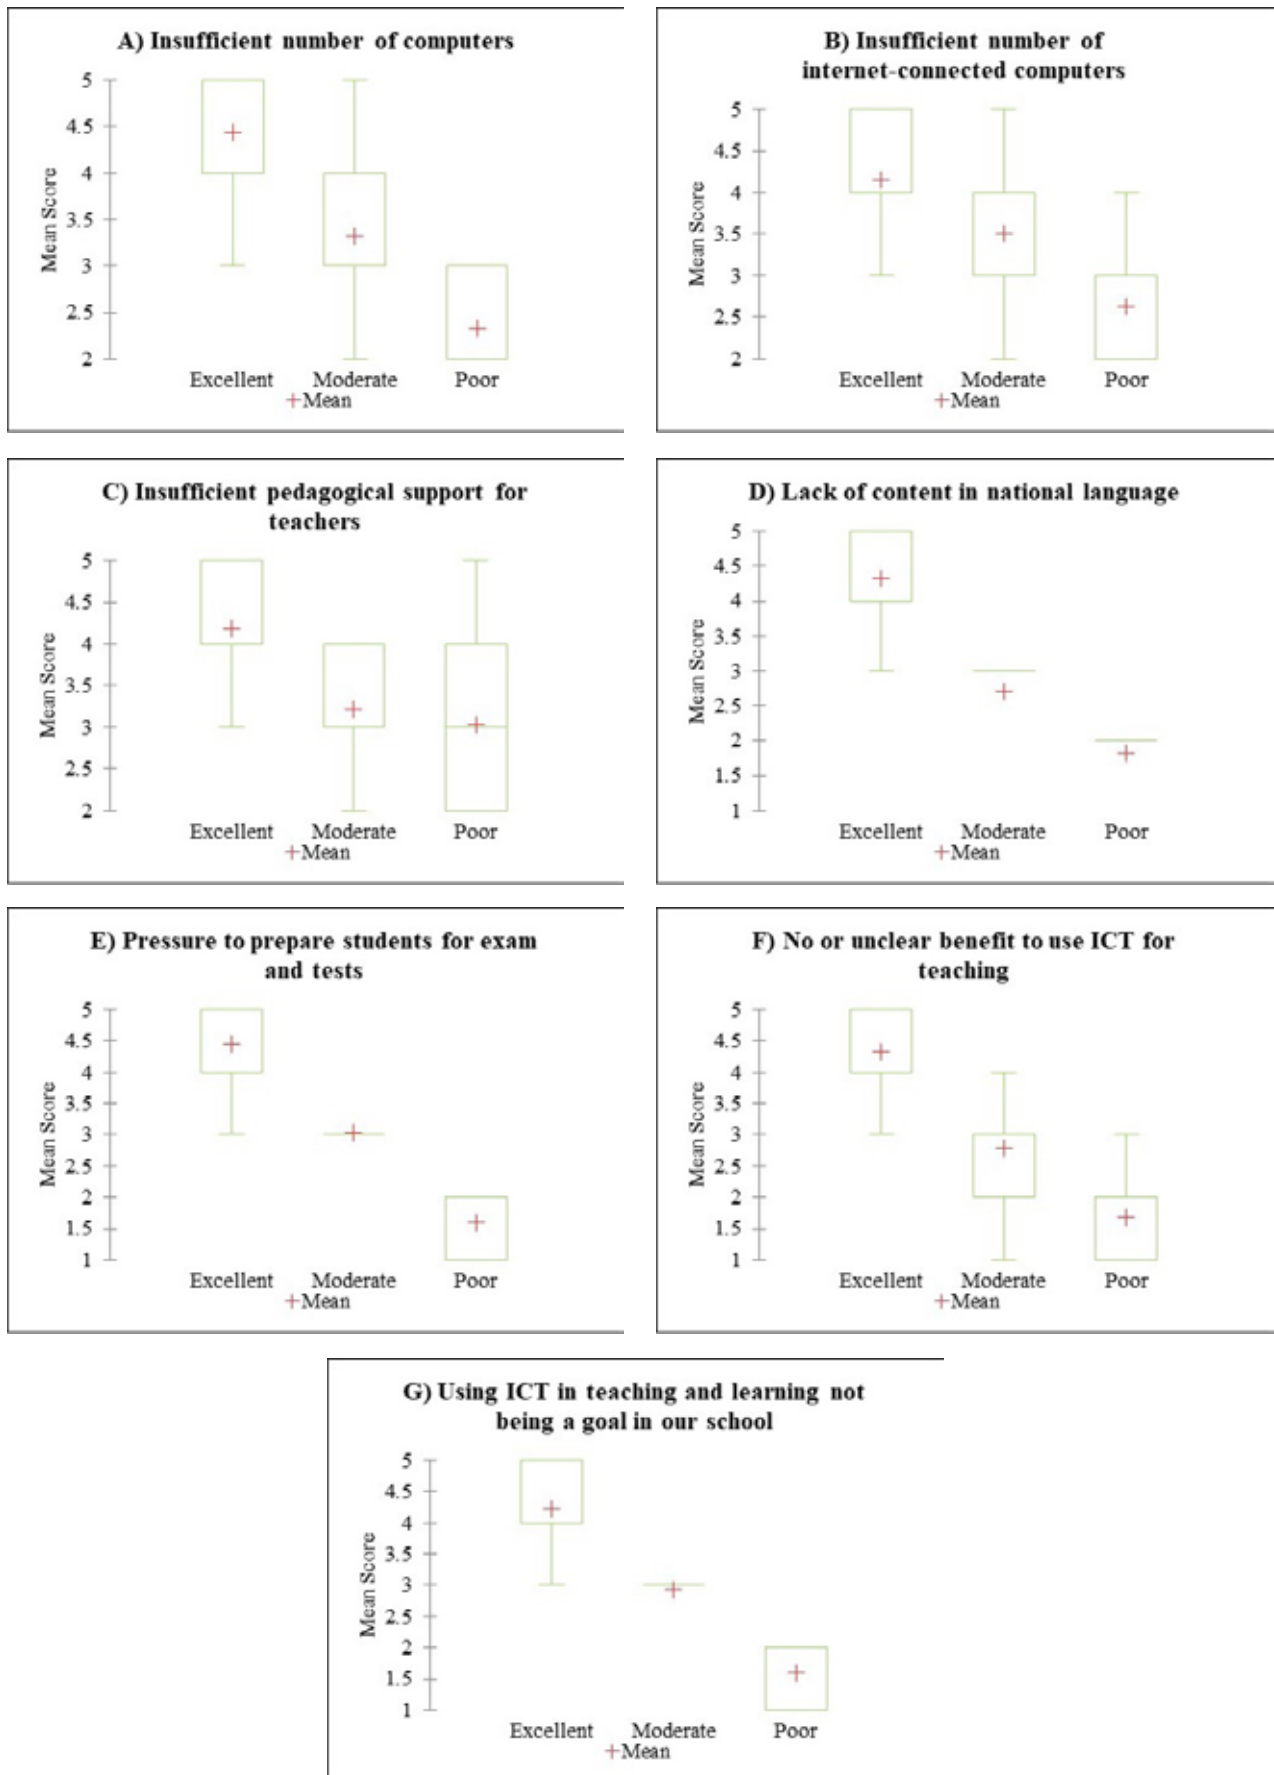 A) Insufficient number of computers
5
4.5
4
3.5
3
2.5
2
Mean Score
Excellent Moderate Poor
+Mean
B) Insufficient number of
internet-connected computers
5
4.5
4
3.5
3
2.5
2
Mean Score
Excellent Moderate Poor
+Mean
C) Insufficient pedagogical support for
teachers
5
4.5
4
3.5
3
2.5
2
Mean Score
Excellent Moderate Poor
+Mean
D) Lack of content in national language
5
4.5
4
3.5
3
2.5
2
1.5
1
Mean Score
Excellent Moderate Poor
+Mean
E) Pressure to prepare students for exam
and tests
5
4.5
4
3.5
3
2.5
2
1.5
1
Mean Score
Excellent Moderate Poor
+Mean
F) No or unclear benefit to use ICT for
teaching
5
4.5
4
3.5
3
2.5
2
1.5
1
Mean Score
Excellent Moderate Poor
+Mean
G) Using ICT in teaching and learning not
being a goal in our school
5
4.5
4
3.5
3
2.5
2
1.5
1
Mean Score
Excellent Moderate Poor
+Mean